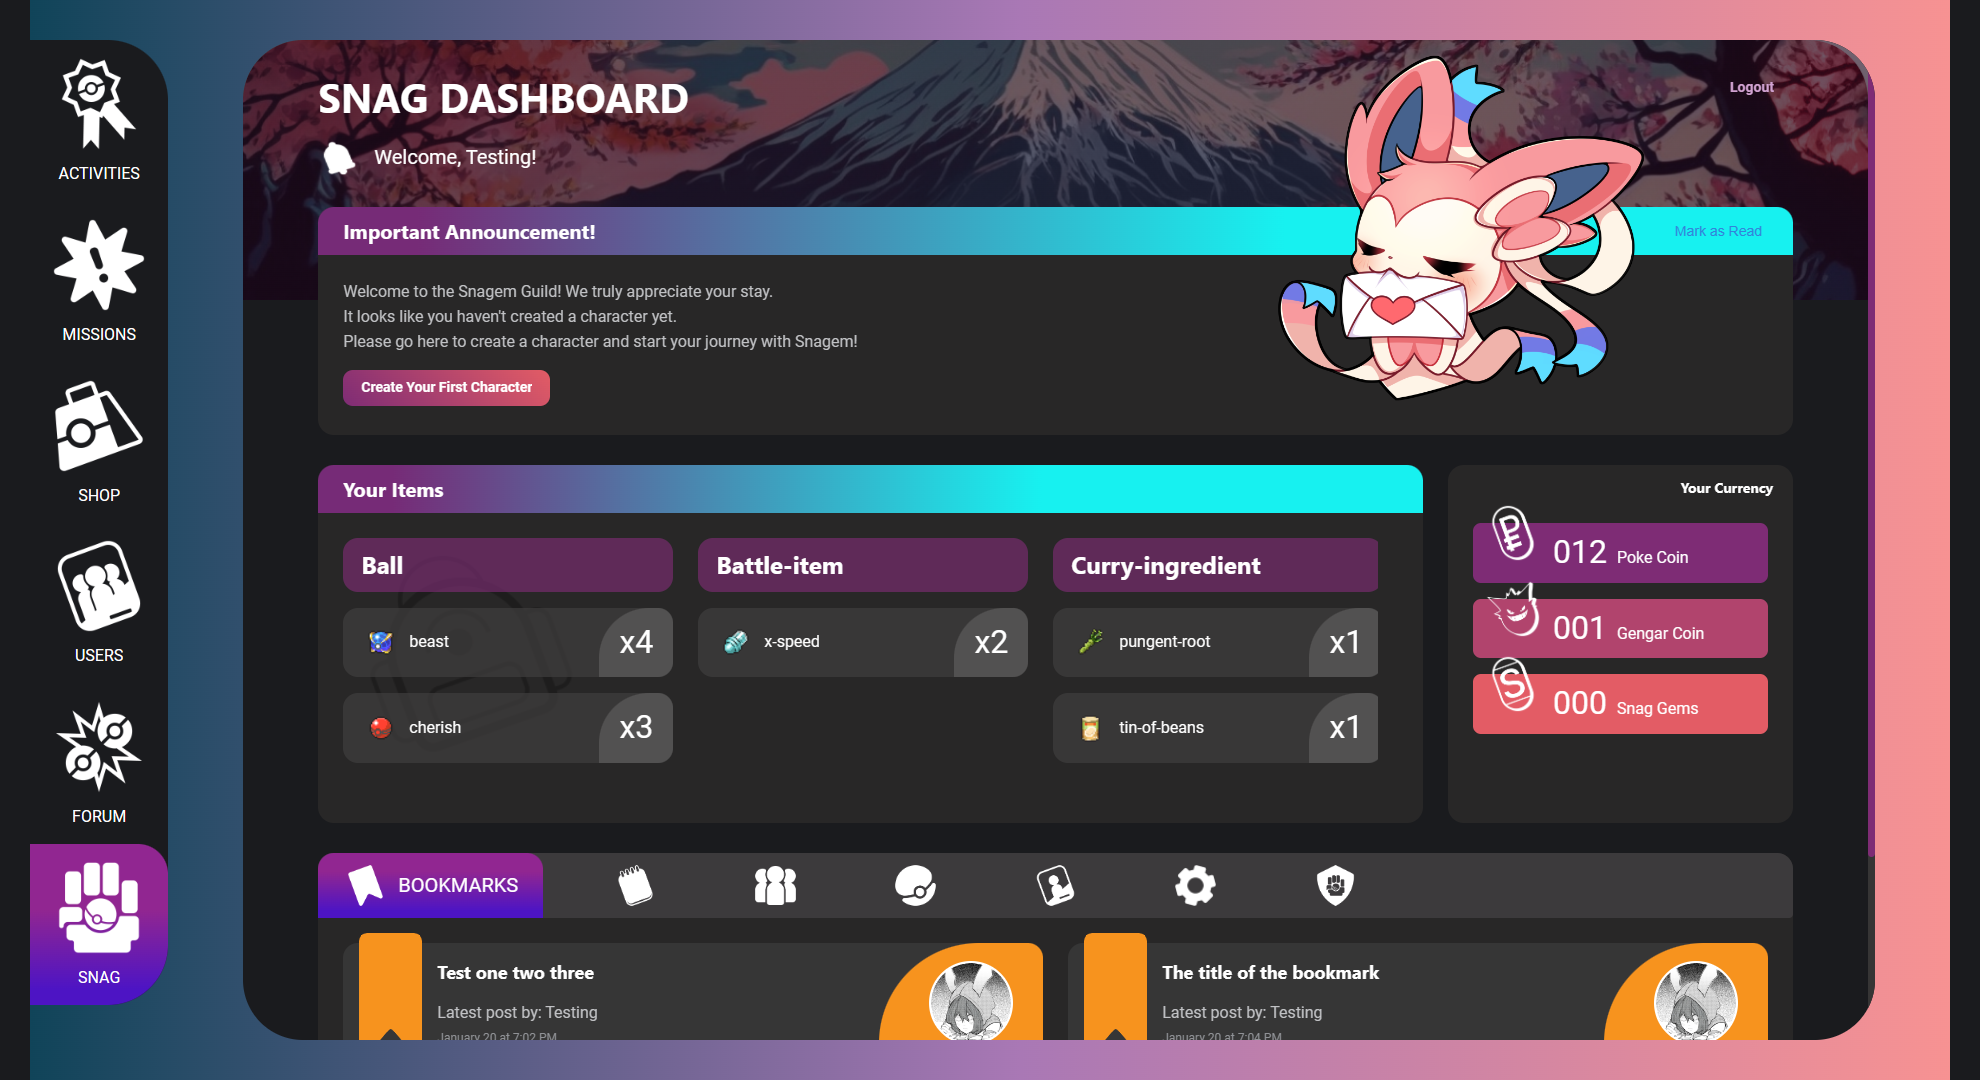 ACTIVITIES
MISSIONS
SHOP
USERS
FORUM
SNAG
SNAG DASHBOARD
Logout
Welcome, Testing!
Important Announcement!
Mark as Read
Welcome to the Snagem Guild! We truly appreciate your stay.
It looks like you haven't created a character yet.
Please go here to create a character and start your journey with Snagem!
Create Your First Character
Your Items
Ball
beast
x4
cherish
x3
Battle-item
x-speed
x2
Curry-ingredient
pungent-root
x1
tin-of-beans
x1
Your Currency
012 Poke Coin
001 Gengar Coin
S
000 Snag Gems
BOOKMARKS
Test one two three
Latest post by: Testing
January 20 at 7:02 PM
The title of the bookmark
Latest post by: Testing
January 20 at 7:04 PM